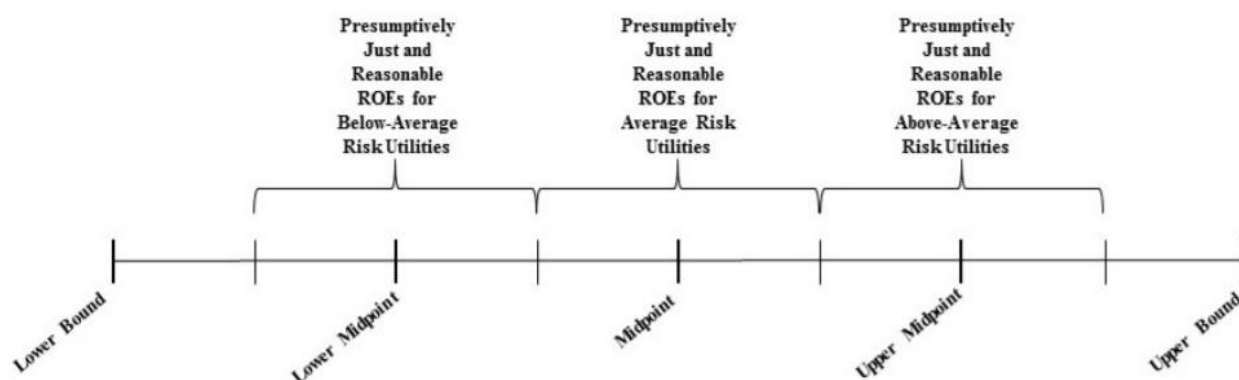 Presumptively
Just and
Reasonable
ROEs for
Below-Average
Risk Utilities
Presumptively
Just and
Reasonable
ROEs for
Average Risk
Utilities
Presumptively
Just and
Reasonable
ROEs for
Above-Average
Risk Utilities
Lower Bound
Lower Midpoint
Midpoint
Upper Midpoint
Upper Bound